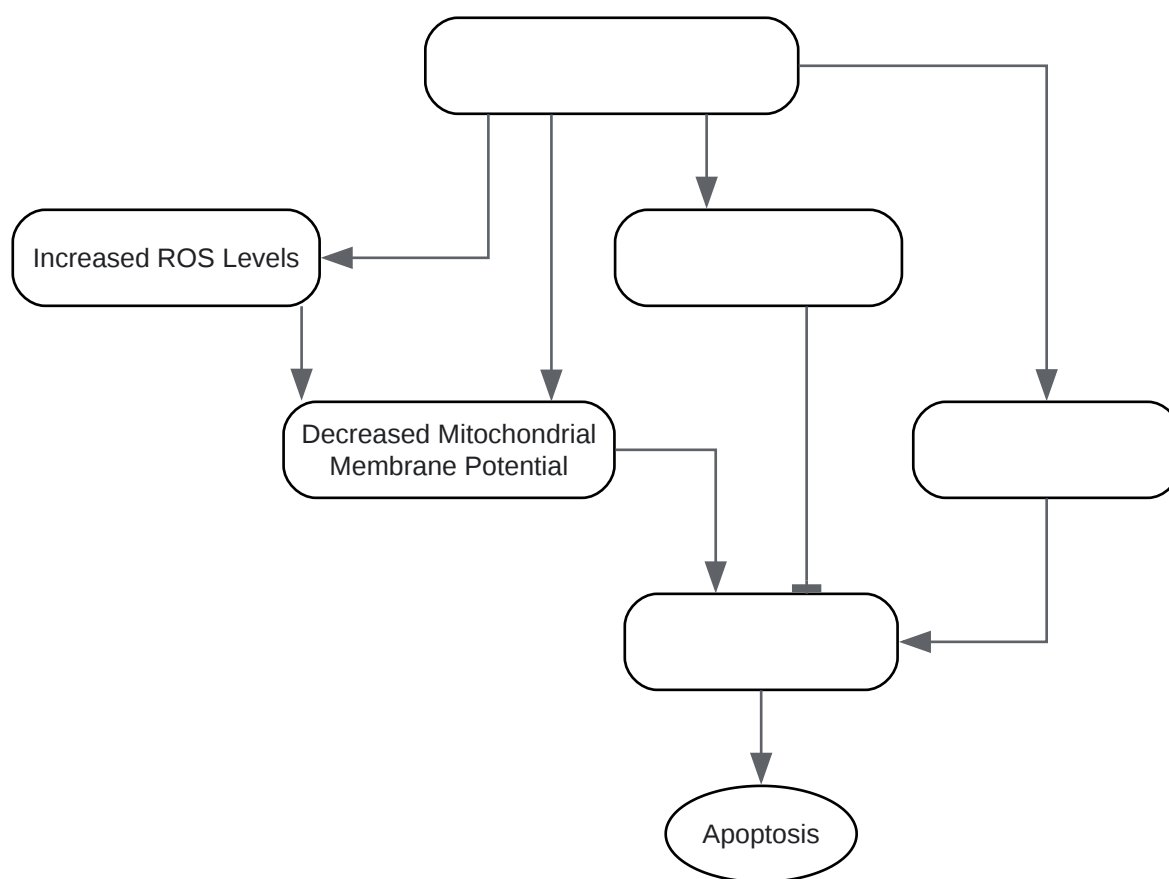 Increased ROS Levels
Decreased Mitochondrial
Membrane Potential
Apoptosis